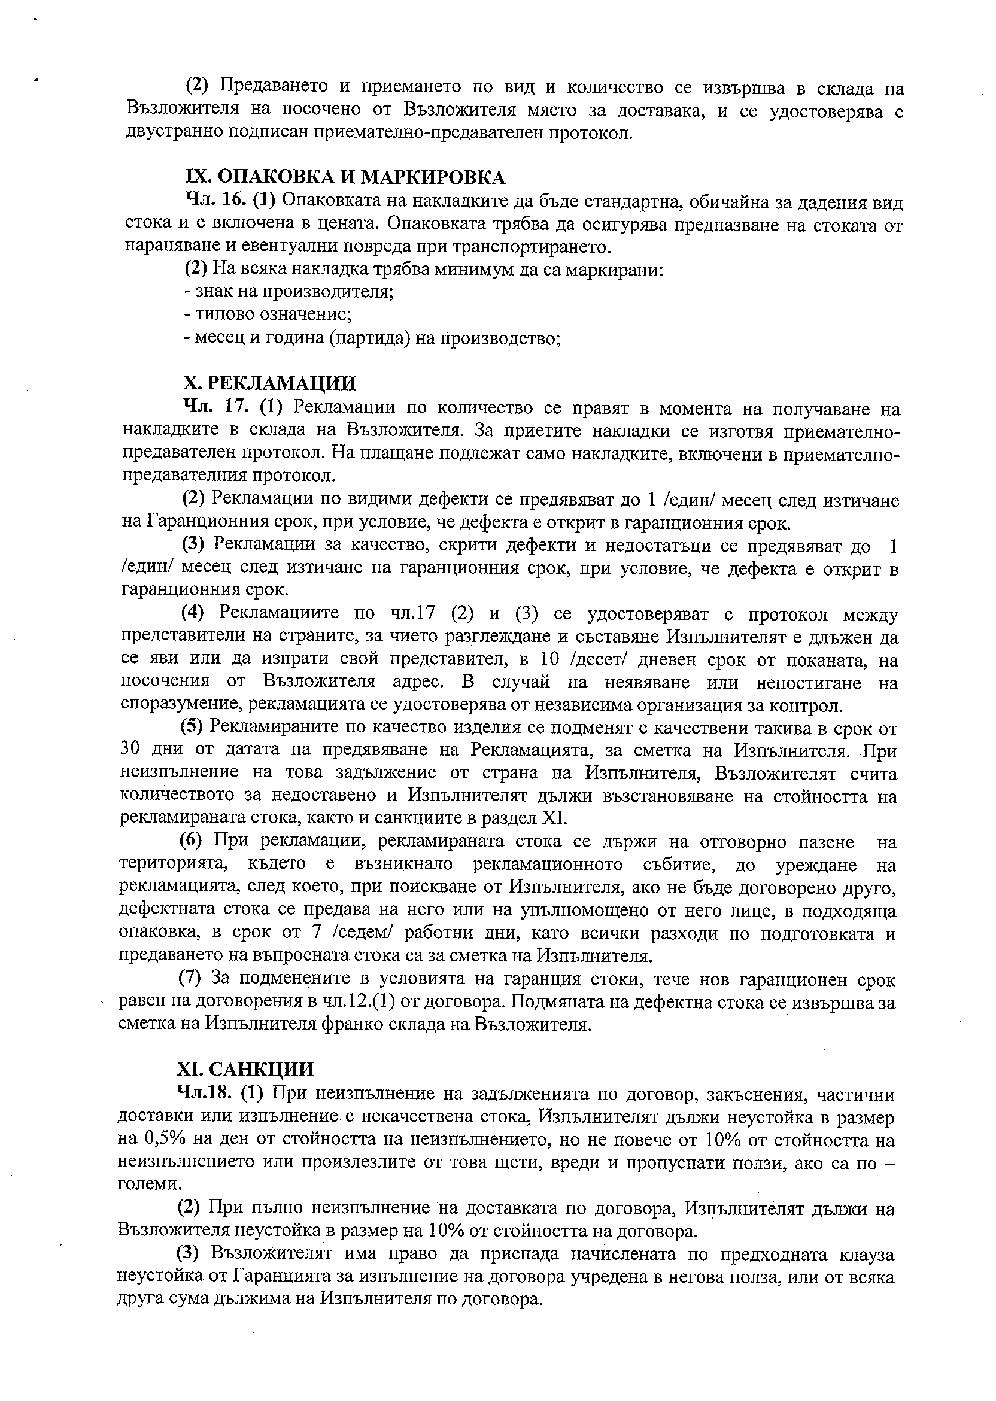 (2) Предаването и приемането по вид и количество се извършва в склада на
Възложителя на посочено от Възложителя място за доставака, и се удостоверява с
двустранно подписан приемателно-предавателен протокол.
IX. ОПАКОВКА И МАРКИРОВКА
Чл. 16. (1) Опаковката на накладките да бъде стандартна, обичайна за дадения вид
стока и е включена в цената. Опаковката трябва да осигурява предпазване на стоката от
нараняване и евентуални повреда при транспортирането.
(2) На всяка накладка трябва минимум да са маркирани:
- знак на производителя;
- типово означение;
- месец и година (партида) на производство;
X. РЕКЛАМАЦИИ
Чл. 17. (1) Рекламации по количество се правят в момента на получаване на
накладките в склада на Възложителя. За приетите накладки се изготвя приемателно-
предавателен протокол. На плащане подлежат само накладките, включени в приемателно-
предавателния протокол.
(2) Рекламации по видими дефекти се предявяват до 1 /един/ месец след изтичане
на Гаранционния срок, при условие, че дефекта е открит в гаранционния срок.
(3) Рекламации за качество, скрити дефекти и недостатъци се предявяват до 1
/един/ месец след изтичане на гаранционния срок, при условие, че дефекта е открит в
гаранционния срок.
(4) Рекламациите по чл.17 (2) и (3) се удостоверяват с протокол между
представители на страните, за чието разглеждане и съставяне Изпълнителят е длъжен да
се яви или да изпрати свой представител, в 10 /десет/ дневен срок от поканата, на
посочения от Възложителя адрес. В случай на неявяване или непостигане на
споразумение, рекламацията се удостоверява от независима организация за контрол.
(5) Рекламираните по качество изделия се подменят с качествени такива в срок от
30 дни от датата на предявяване на Рекламацията, за сметка на Изпълнителя. При
неизпълнение на това задължение от страна на Изпълнителя, Възложителят счита
количеството за недоставено и Изпълнителят дължи възстановяване на стойността на
рекламираната стока, както и санкциите в раздел XI.
(6) При рекламации, рекламираната стока се държи на отговорно пазене на
територията, където е възникнало рекламационното събитие, до уреждане на
рекламацията, след което, при поискване от Изпълнителя, ако не бъде договорено друго,
дефектната стока се предава на него или на упълномощено от него лице, в подходяща
опаковка, в срок от 7 /седем/ работни дни, като всички разходи по подготовката и
предаването на въпросната стока са за сметка на Изпълнителя.
(7) За подменените в условията на гаранция стоки, тече нов гаранционен срок
равен на договорения в чл.12.(1) от договора. Подмяната на дефектна стока се извършва за
сметка на Изпълнителя франко склада на Възложителя.
XI. САНКЦИИ
Чл.18. (1) При неизпълнение на задълженията по договор, закъснения, частични
доставки или изпълнение с некачествена стока, Изпълнителят дължи неустойка в размер
на 0,5% на ден от стойността на неизпълнението, но не повече от 10% от стойността на
неизпълнението или произлезлите от това щети, вреди и пропуснати ползи, ако са по –
големи.
(2) При пълно неизпълнение на доставката по договора, Изпълнителят дължи на
Възложителя неустойка в размер на 10% от стойността на договора.
(3) Възложителят има право да приспада начислената по предходната клауза
неустойка от Гаранцията за изпълнение на договора учредена в негова полза, или от всяка
друга сума дължима на Изпълнителя по договора.